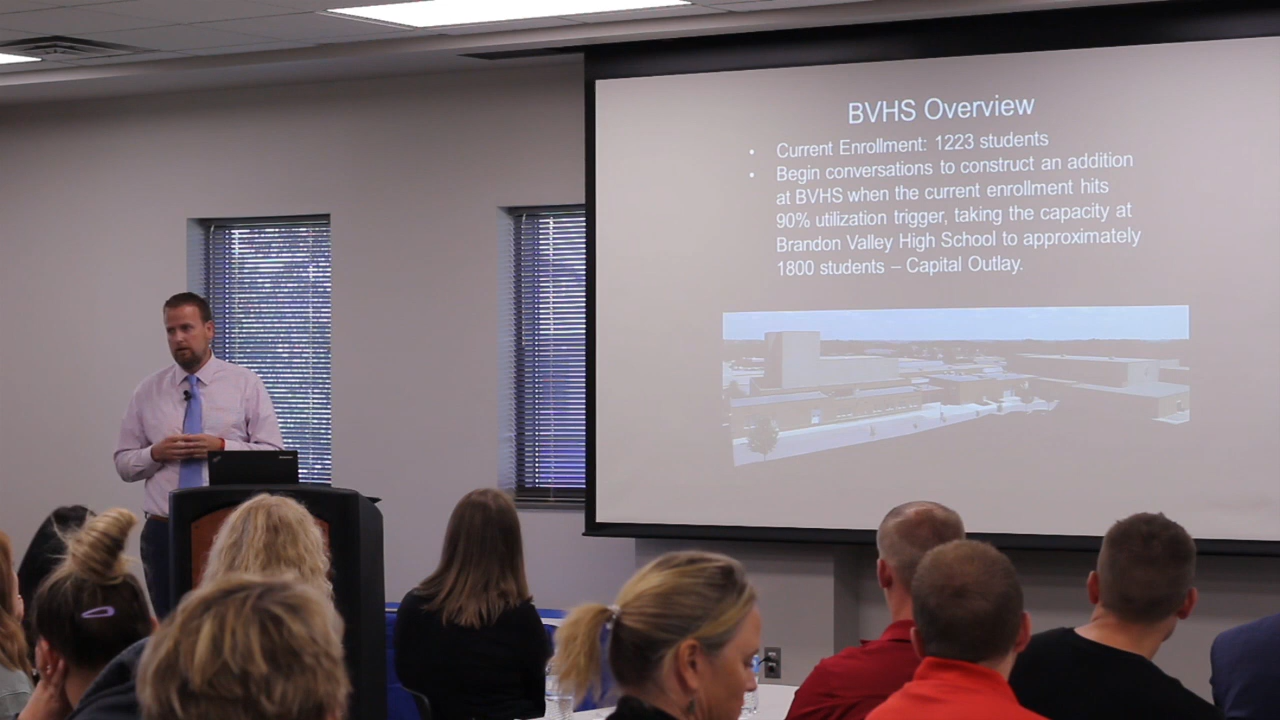 BVHS Overview
• Current Enrollment: 1223 students
• Begin conversations to construct an addition
at BVHS when the current enrollment hits
90% utilization trigger, taking the capacity at
Brandon Valley High School to approximately
1800 students – Capital Outlay.